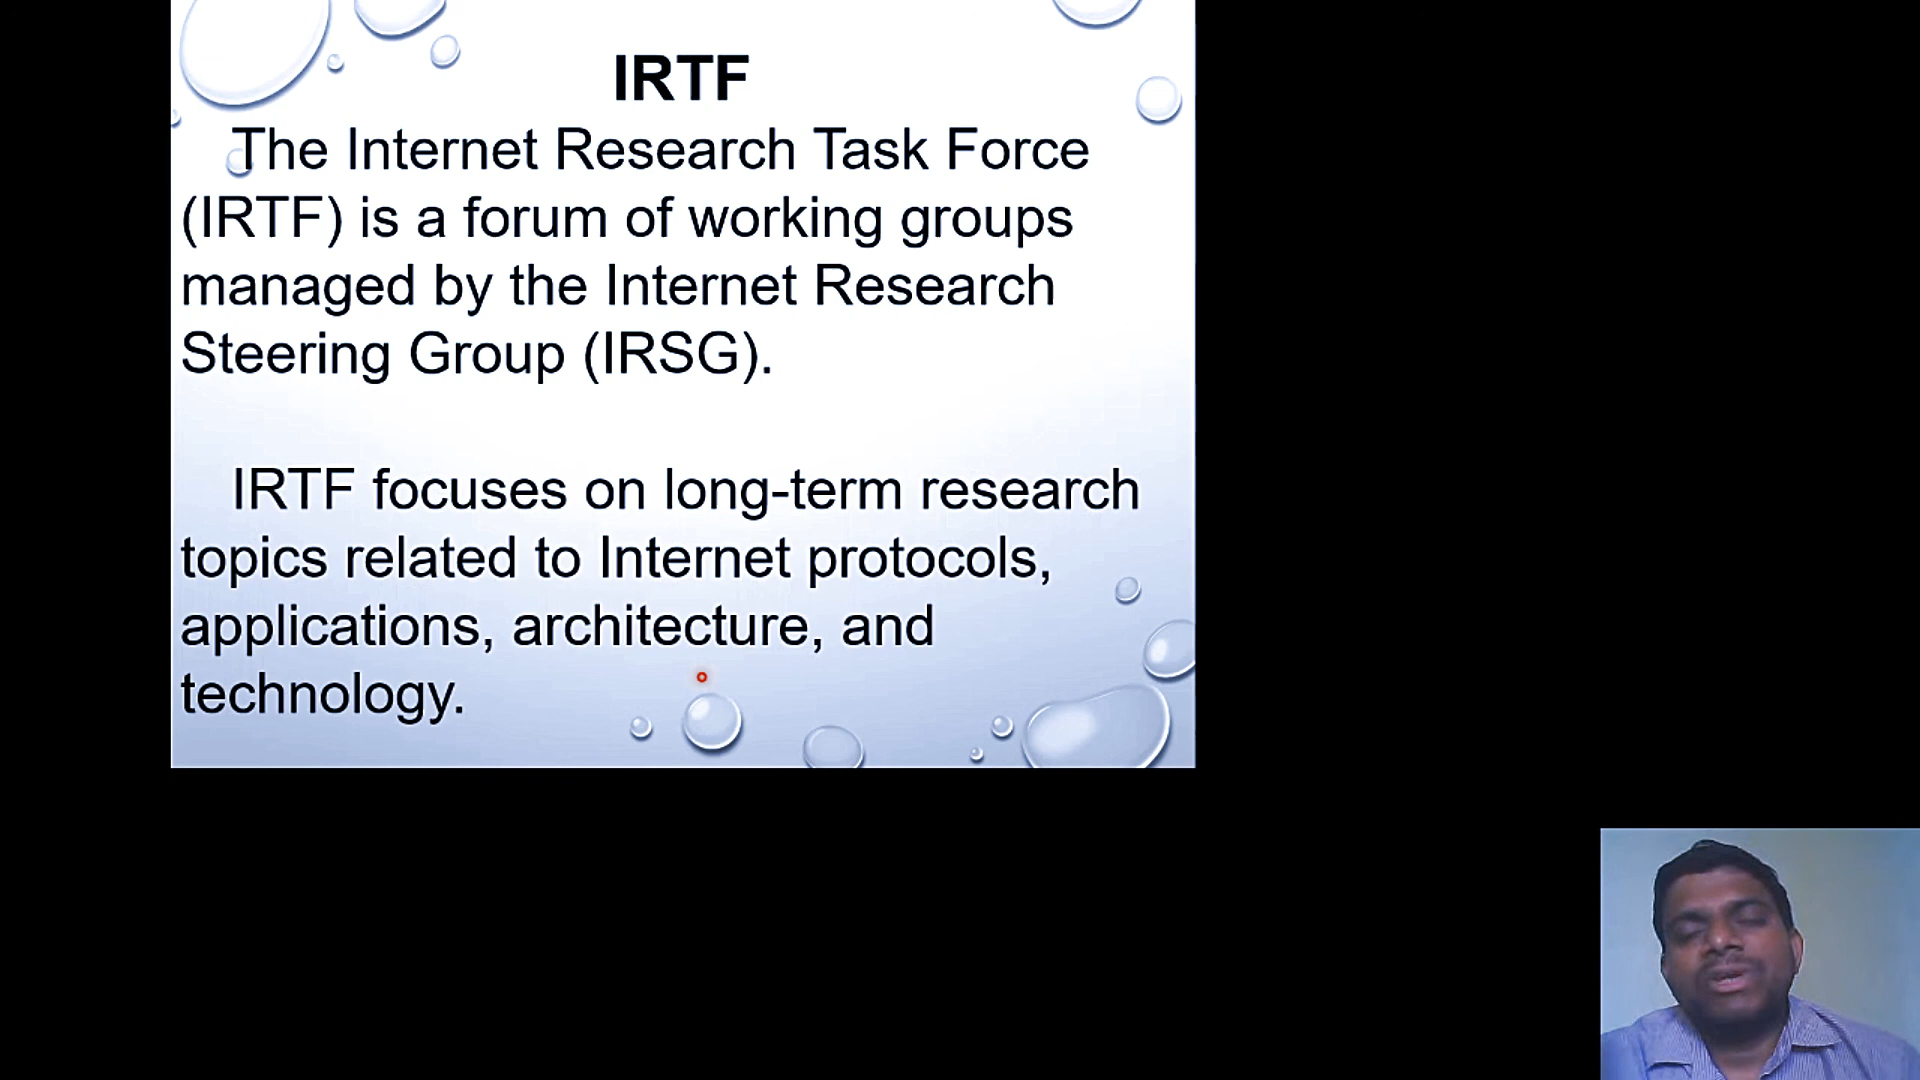 IRTF
The Internet Research Task Force
(IRTF) is a forum of working groups
managed by the Internet Research
Steering Group (IRSG).
IRTF focuses on long-term research
topics related to Internet protocols,
applications, architecture, and
technology.